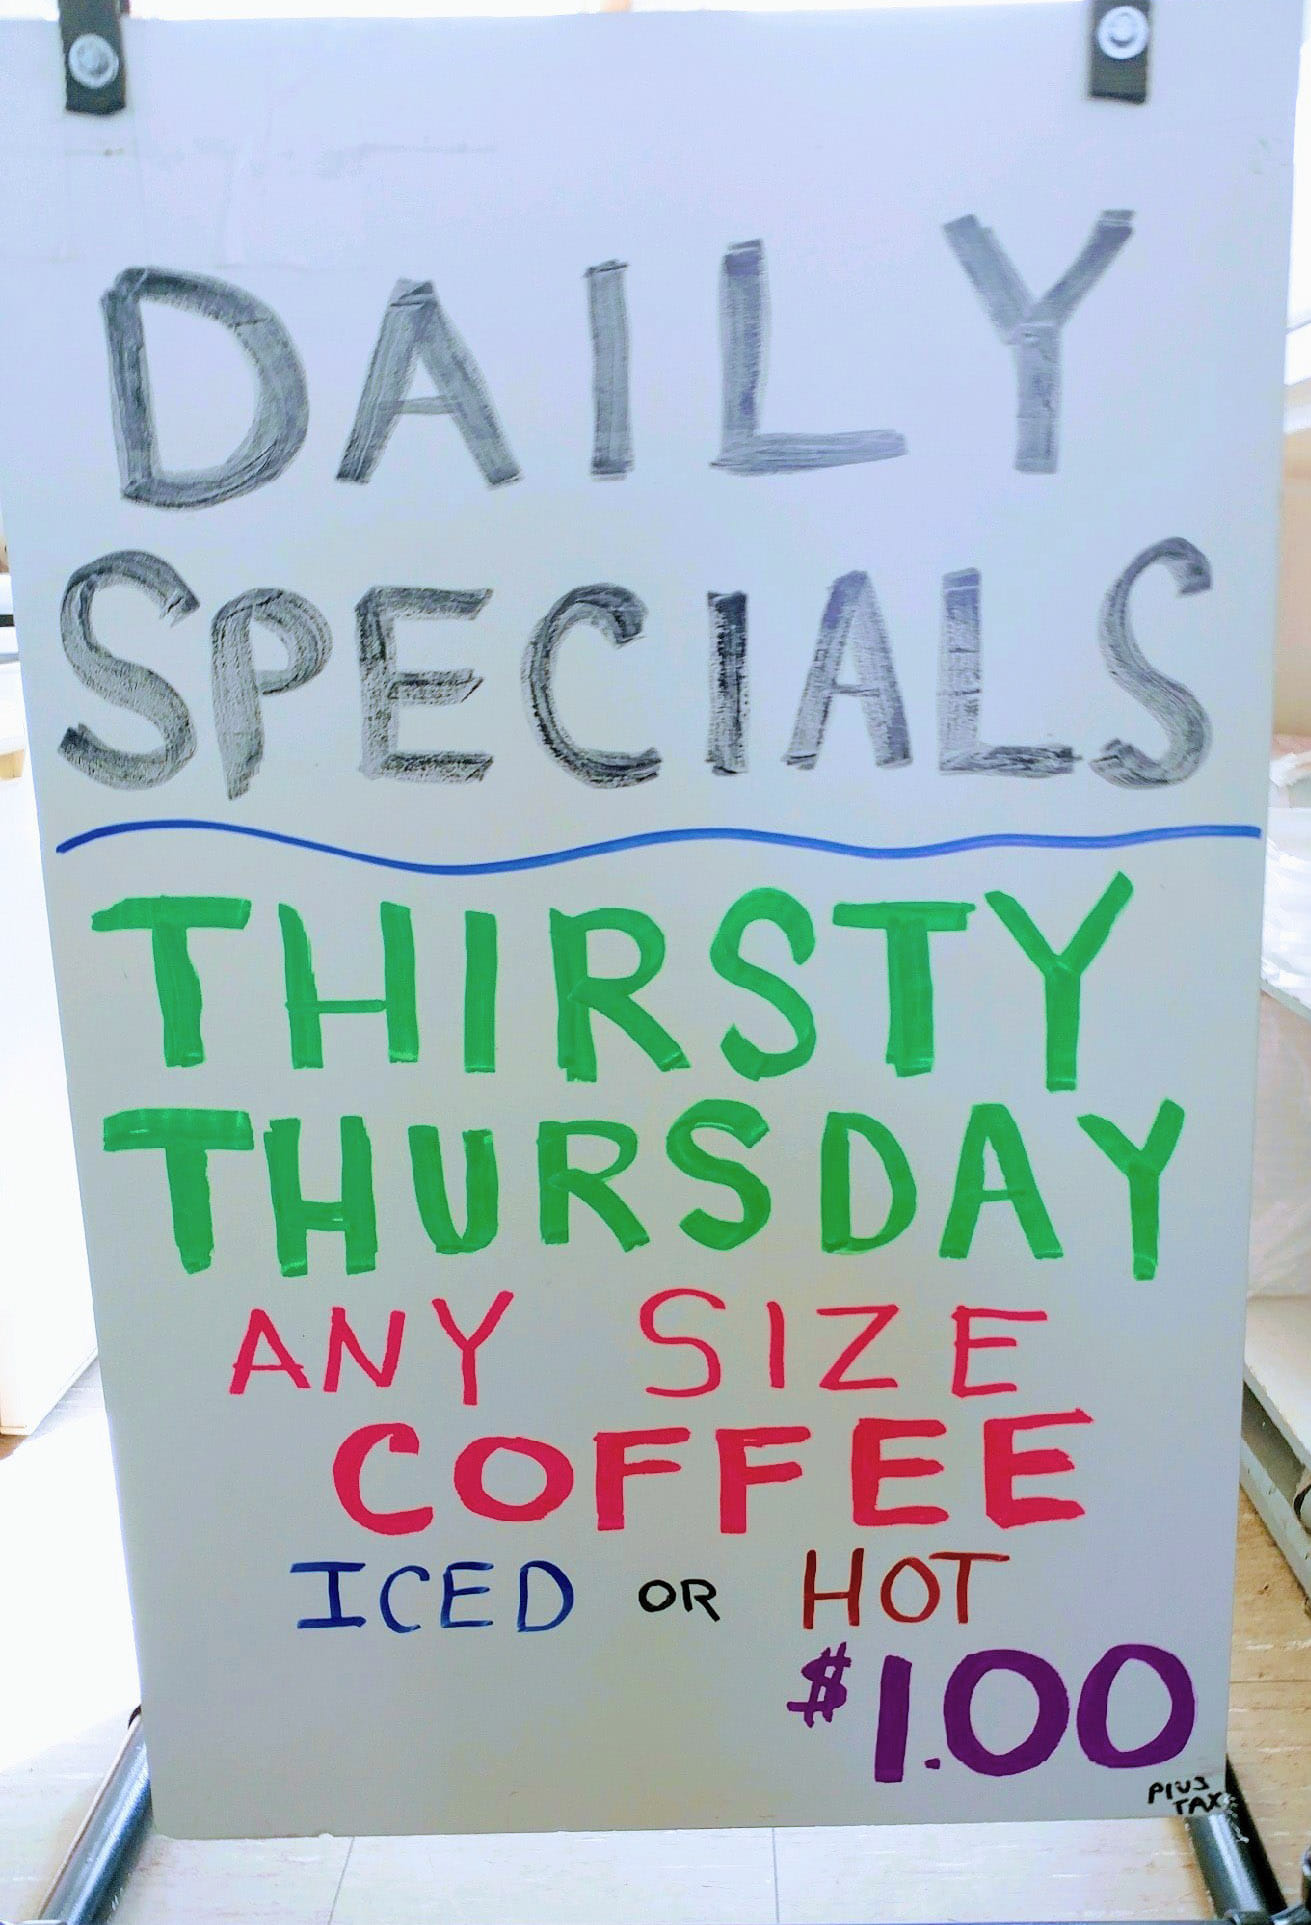 DAILY
SPECIALS
THIRSTY
THURSDAY
ANY SIZE
COFFEE
ICED OR HOT
$1.00
PLUS
TAX